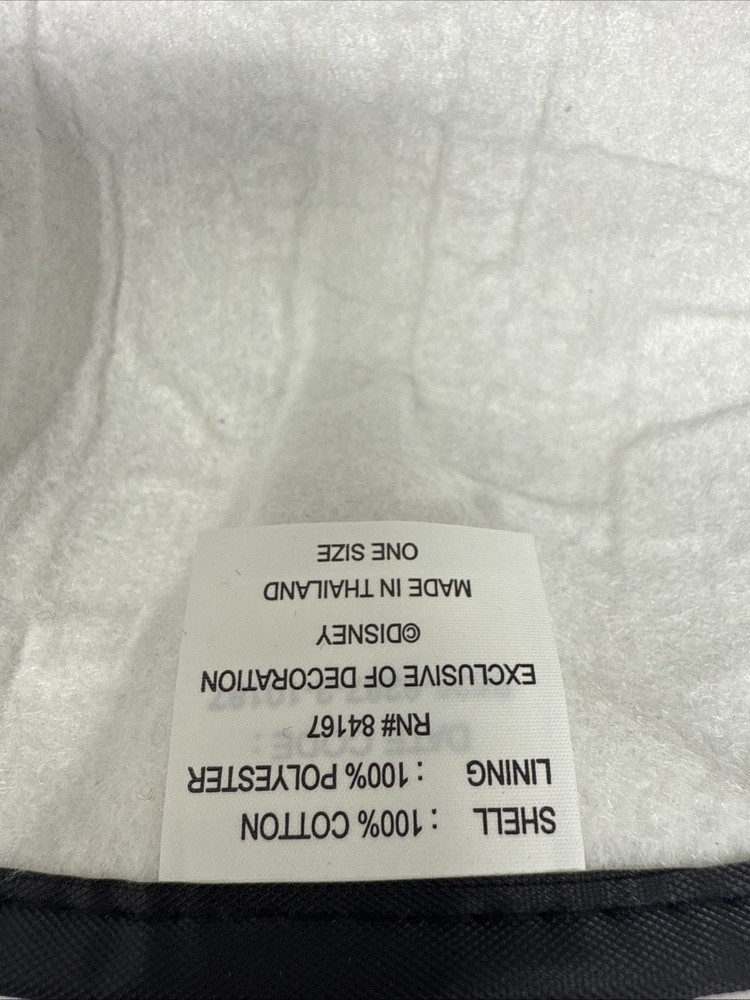 SHELL : 100% COTTON
LINING : 100% POLYESTER
RN# 84167
EXCLUSIVE OF DECORATION
©DISNEY
MADE IN THAILAND
ONE SIZE
DATE CODE :